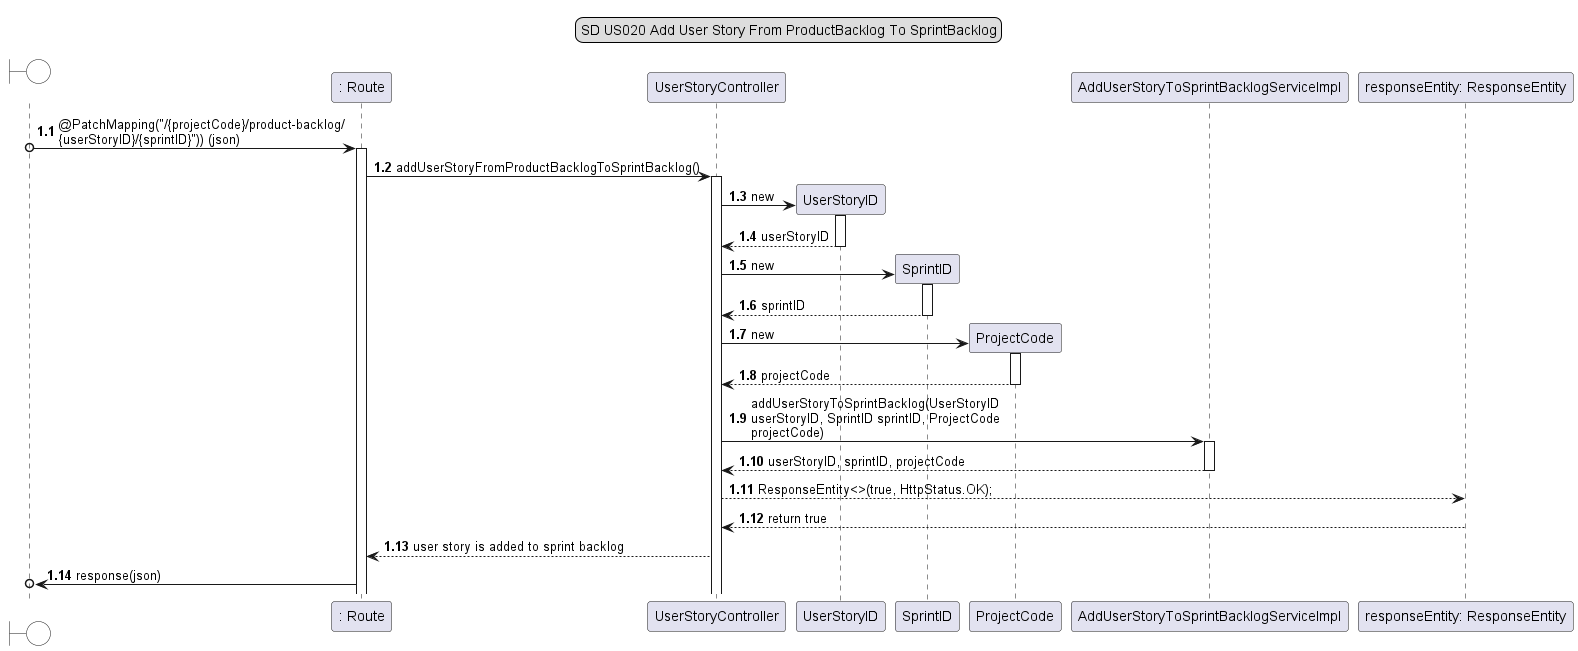 SD US020 Add User Story From ProductBacklog To SprintBacklog
: Route
UserStoryController
AddUserStoryToSprintBacklogServiceImpl
responseEntity: ResponseEntity
1.1 @PatchMapping("/{projectCode}/product-backlog/
{userStoryID}/{sprintID}")) (json)
1.2 addUserStoryFromProductBacklogToSprintBacklog()
1.3 new
UserStoryID
1.4 userStoryID
1.5 new
SprintID
1.6 sprintID
1.7 new
ProjectCode
1.8 projectCode
addUserStoryToSprintBacklog(UserStoryID
1.9 userStoryID, SprintID sprintID, ProjectCode
projectCode)
1.10 userStoryID, sprintID, projectCode
1.11 ResponseEntity<>(true, HttpStatus.OK);
1.12 return true
1.13 user story is added to sprint backlog
1.14 response(json)
: Route
UserStoryController
UserStoryID
SprintID
ProjectCode
AddUserStoryToSprintBacklogServiceImpl
responseEntity: ResponseEntity